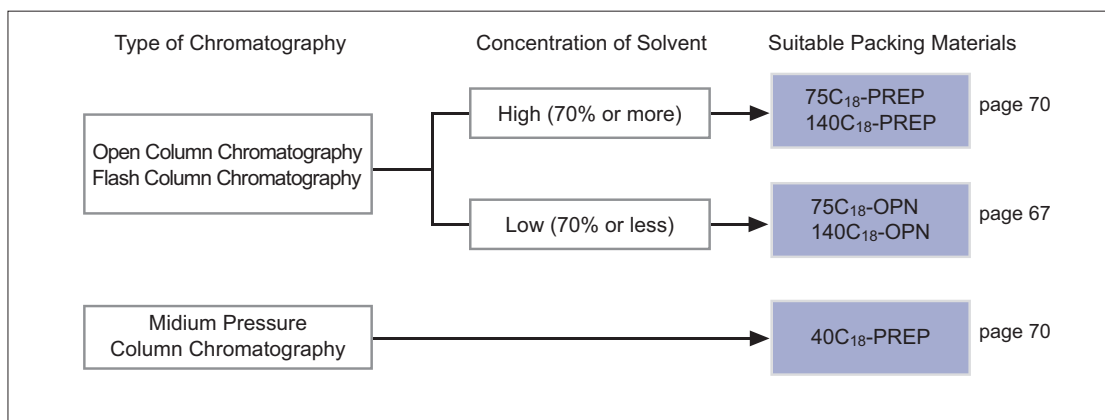 Type of Chromatography
Concentration of Solvent
Suitable Packing Materials
Open Column Chromatography
Flash Column Chromatography
High (70% or more)
75C₁₈-PREP
140C₁₈-PREP
page 70
Low (70% or less)
75C₁₈-OPN
140C₁₈-OPN
page 67
Midium Pressure
Column Chromatography
40C₁₈-PREP
page 70